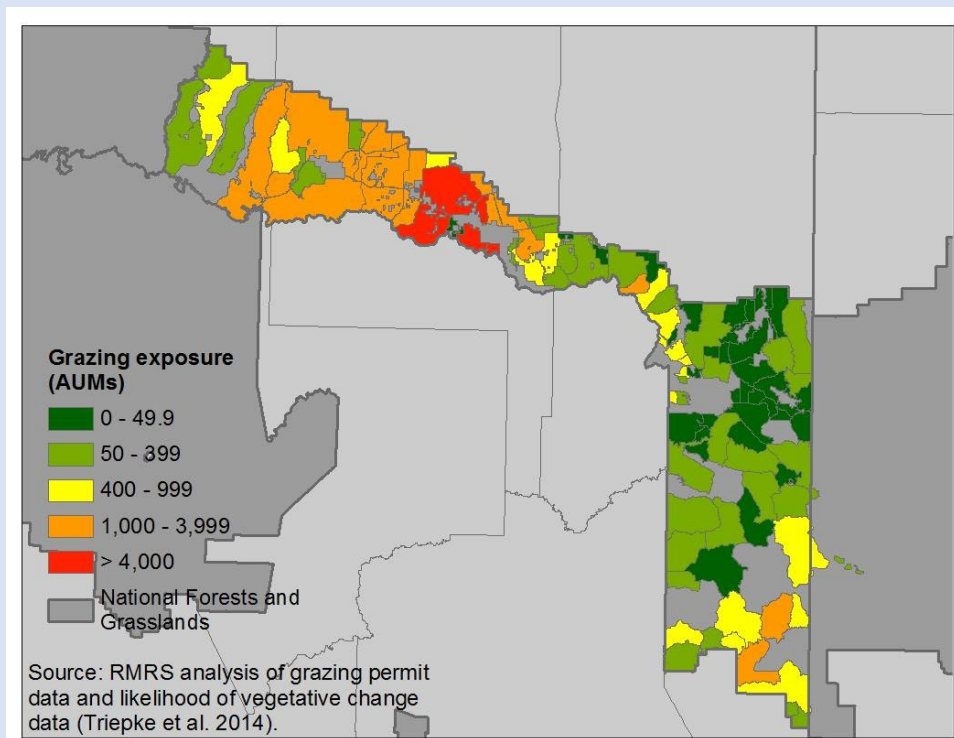 Grazing exposure
(AUMs)
0 - 49.9
50 - 399
400 - 999
1,000 - 3,999
> 4,000
National Forests and
Grasslands
Source: RMRS analysis of grazing permit
data and likelihood of vegetative change
data (Triepke et al. 2014).